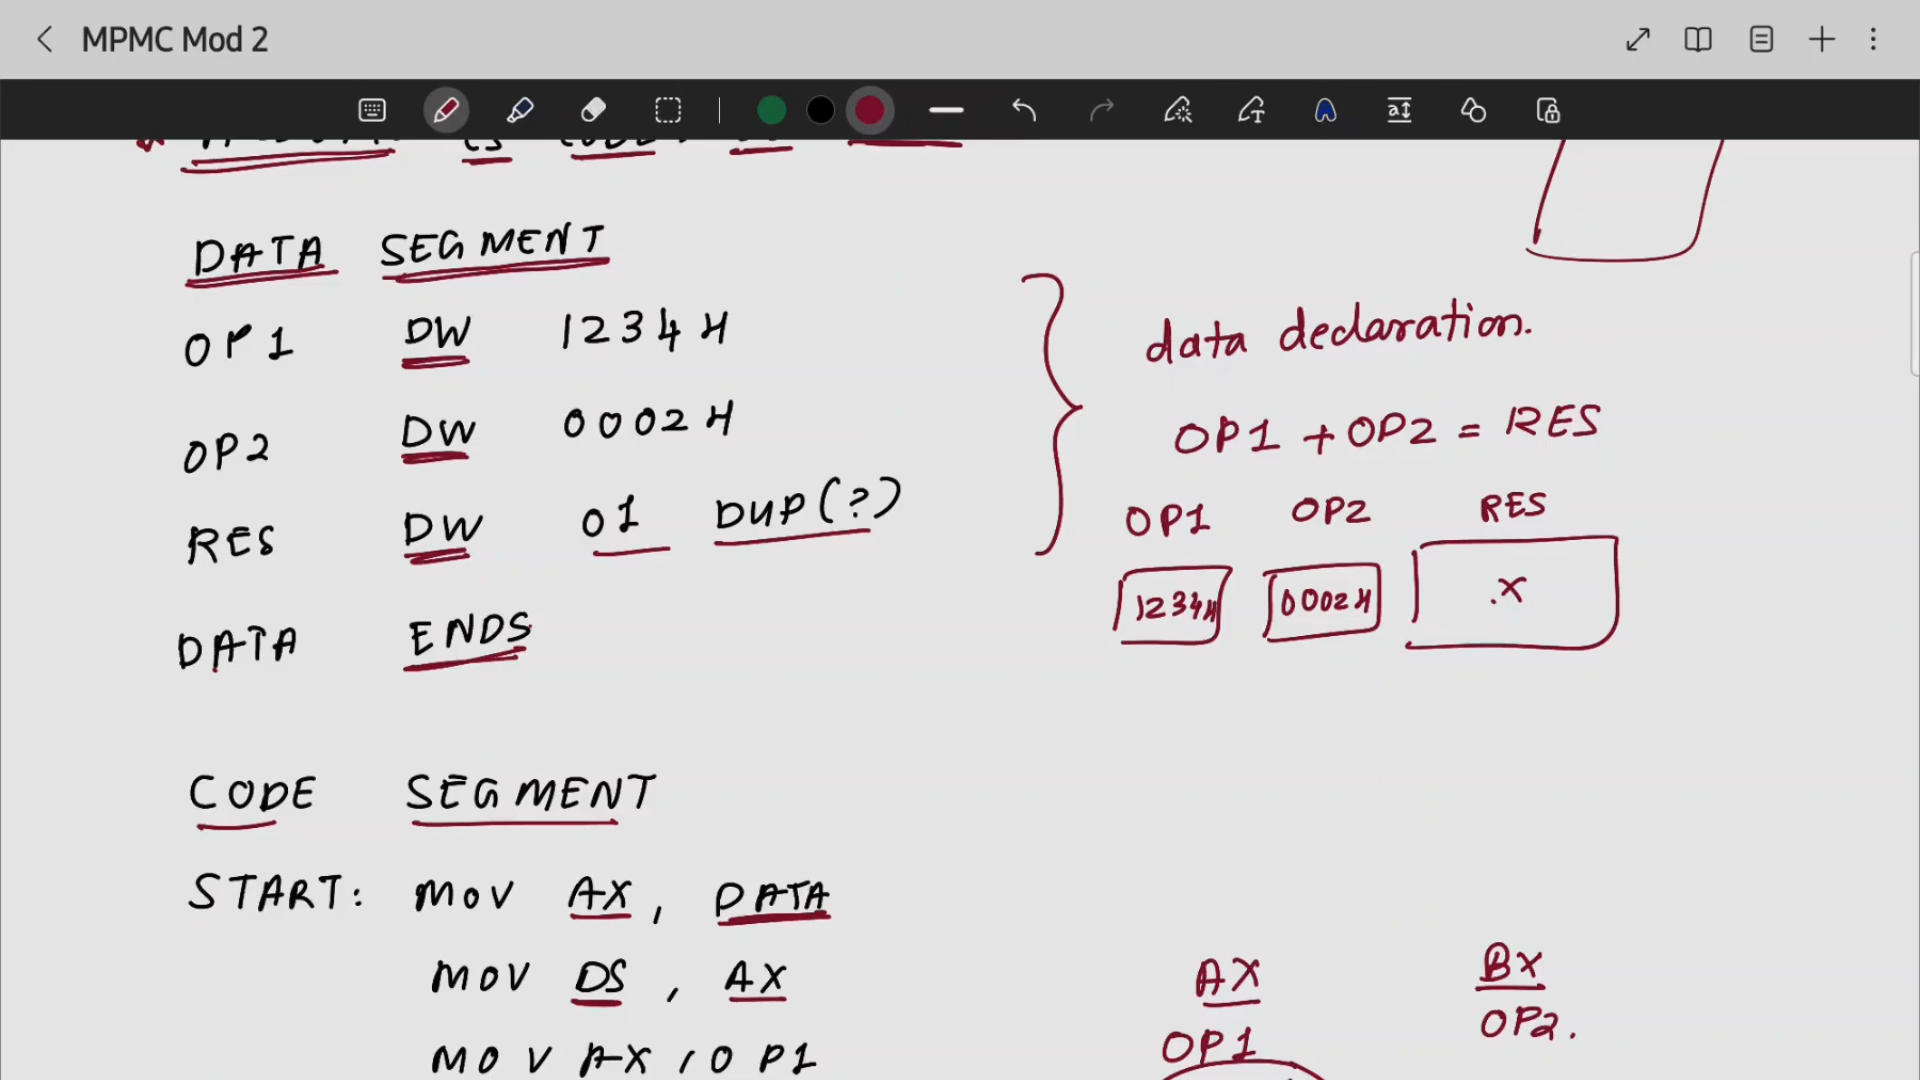 MPMC Mod 2
CS CODE
DATA SEGMENT
OP1 DW 1234H
OP2 DW 0002H
RES DW 01 DUP(?)
DATA ENDS
data declaration.
OP1 + OP2 = RES
OP1 OP2 RES
1234H 0002H X
CODE SEGMENT
START: MOV AX, DATA
MOV DS, AX
MOV AX, OP1
AX BX
OP1 OP2.